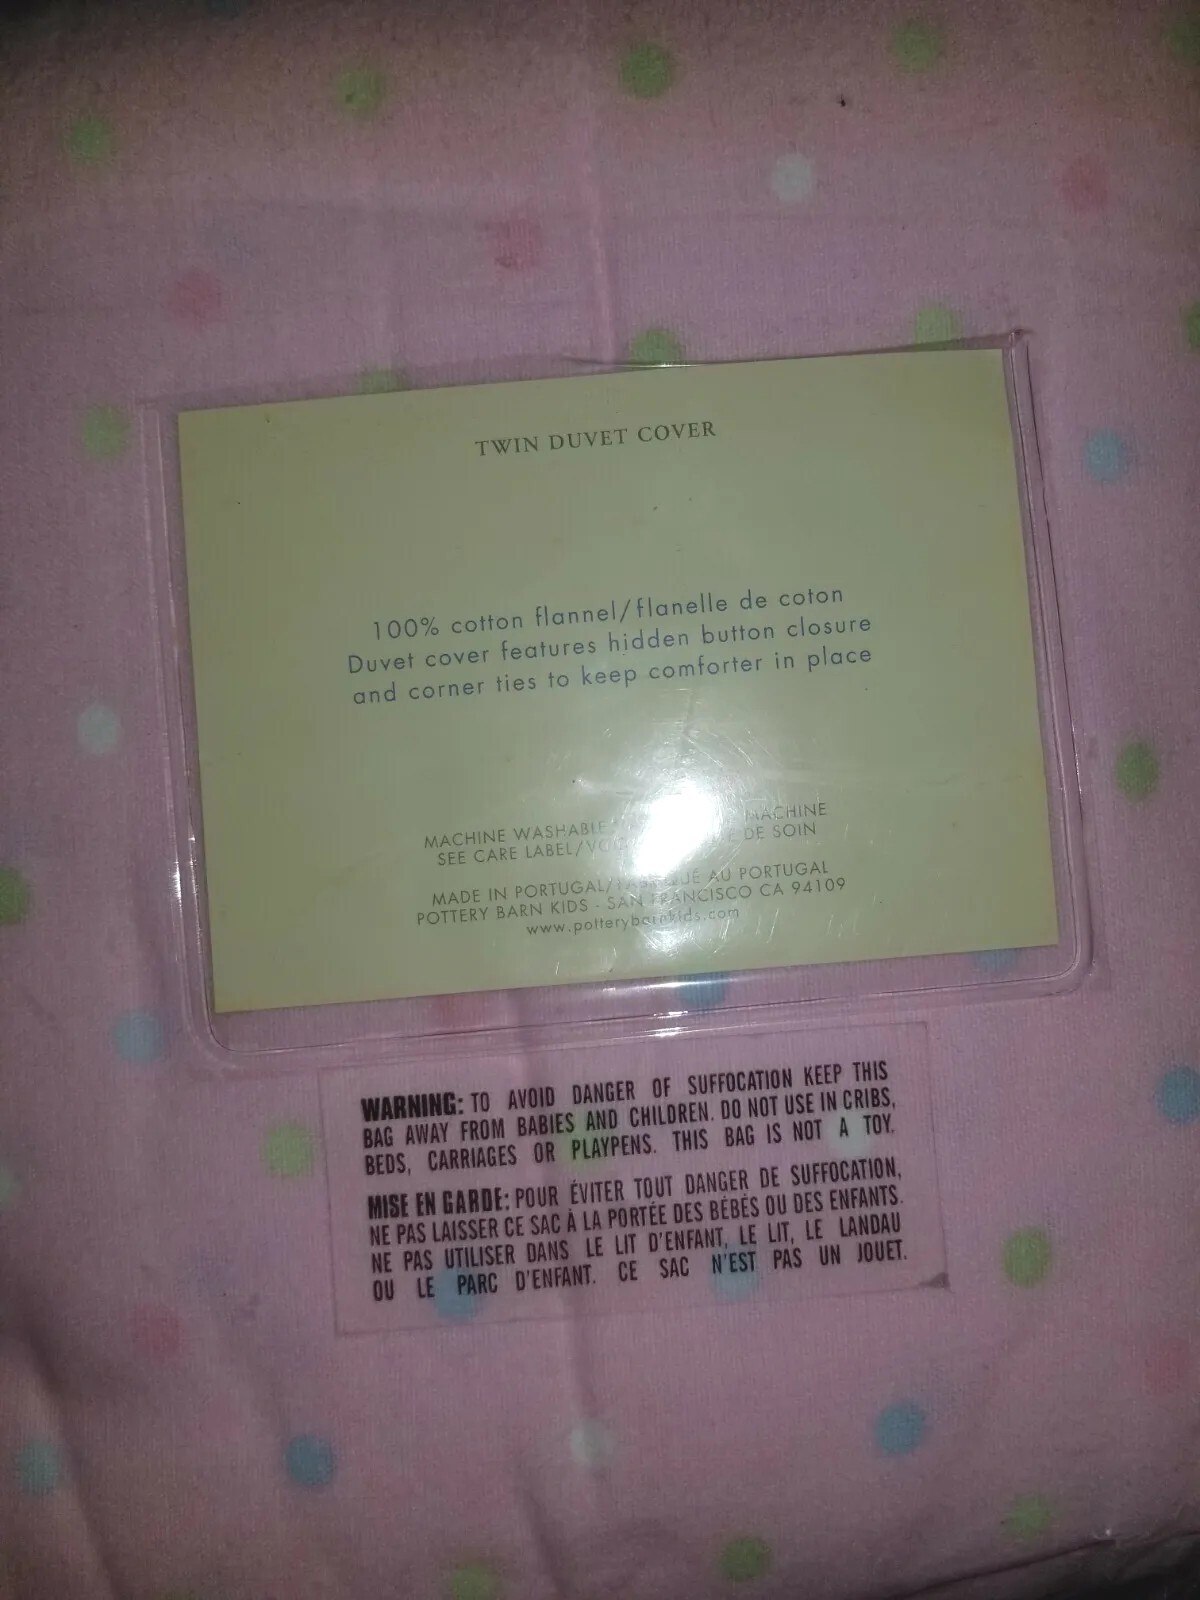 TWIN DUVET COVER
100% cotton flannel/flanelle de coton
Duvet cover features hidden button closure
and corner ties to keep comforter in place
MACHINE WASHABLE MACHINE
SEE CARE LABEL/ DE SOIN
MADE IN PORTUGAL/FABRIQUÉ AU PORTUGAL
POTTERY BARN KIDS - SAN FRANCISCO CA 94109
www.potterybarnkids.com
WARNING: TO AVOID DANGER OF SUFFOCATION KEEP THIS
BAG AWAY FROM BABIES AND CHILDREN. DO NOT USE IN CRIBS,
BEDS, CARRIAGES OR PLAYPENS. THIS BAG IS NOT A TOY.
MISE EN GARDE: POUR ÉVITER TOUT DANGER DE SUFFOCATION,
NE PAS LAISSER CE SAC À LA PORTÉE DES BÉBÉS OU DES ENFANTS.
NE PAS UTILISER DANS LE LIT D'ENFANT, LE LIT, LE LANDAU
OU LE PARC D'ENFANT. CE SAC N'EST PAS UN JOUET.